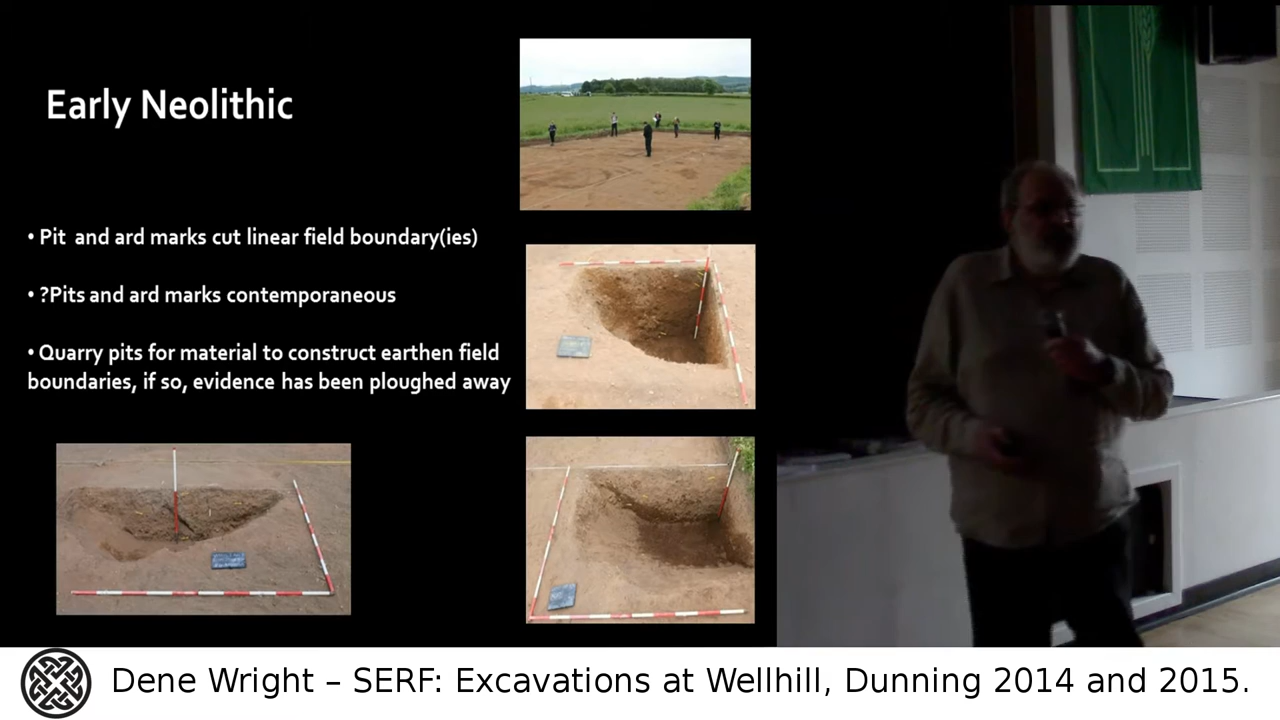 Early Neolithic
• Pit and ard marks cut linear field boundary(ies)
• ?Pits and ard marks contemporaneous
• Quarry pits for material to construct earthen field
boundaries, if so, evidence has been ploughed away
Dene Wright – SERF: Excavations at Wellhill, Dunning 2014 and 2015.